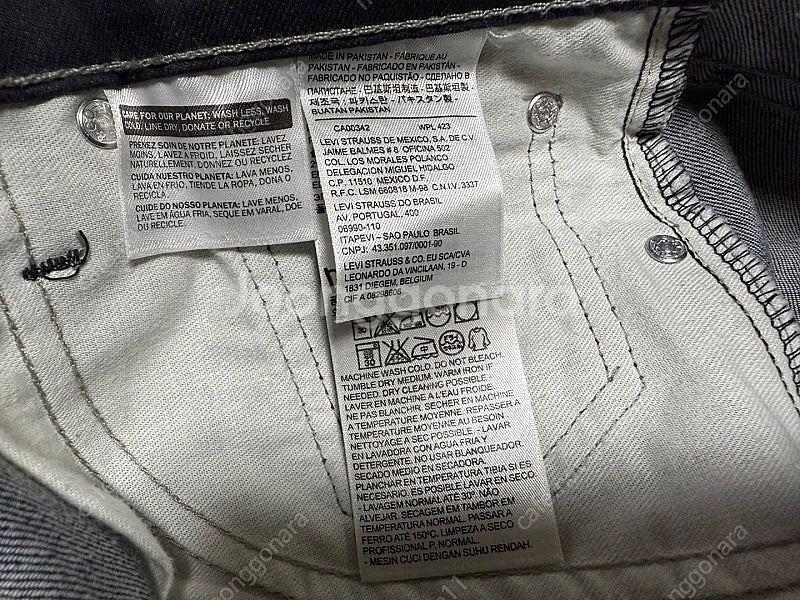 CARE FOR OUR PLANET: WASH LESS, WASH
COLD, LINE DRY, DONATE OR RECYCLE
PRENEZ SOIN DE NOTRE PLANETE: LAVEZ
MOINS, LAVEZ A FROID, LAISSEZ SECHER
NATURELLEMENT, DONNEZ OU RECYCLEZ
CUIDA NUESTRO PLANETA: LAVA MENOS,
LAVA EN FRIO, TIENDE LA ROPA, DONA O
RECICLA
CUIDE DO NOSSO PLANETA: LAVE MENOS,
LAVE EM ÁGUA FRIA, SEQUE EM VARAL, DOE
OU RECICLE.
MADE IN PAKISTAN - FABRIQUE AU
PAKISTAN - FABRICADO EN PAKISTAN -
FABRICADO NO PAQUISTÃO - СДЕЛАНО В
ПАКИСТАНЕ - 巴基斯坦制造 - 巴基斯坦製
제조국: 파키스탄 - パキスタン製 -
BUATAN PAKISTAN
CA00342 WPL 423
LEVI STRAUSS DE MEXICO, S.A. DE C.V.
JAIME BALMES # 8 OFICINA 502
COL. LOS MORALES POLANCO
DELEGACION MIGUEL HIDALGO
C.P. 11510 MEXICO D.F.
R.F.C. LSM 660818 M-98 C.N.I.V. 3337
LEVI STRAUSS DO BRASIL
AV. PORTUGAL, 400
06990-110
ITAPEVI – SAO PAULO BRASIL
CNPJ: 43.351.097/0001-90
LEVI STRAUSS & CO. EU SCA/CVA
LEONARDO DA VINCILAAN, 19 - D
1831 DIEGEM, BELGIUM
CIF A 08298606
30
MACHINE WASH COLD. DO NOT BLEACH.
TUMBLE DRY MEDIUM. WARM IRON IF
NEEDED. DRY CLEANING POSSIBLE. -
LAVER EN MACHINE A L'EAU FROIDE.
NE PAS BLANCHIR. SECHER EN MACHINE
A TEMPERATURE MOYENNE. REPASSER A
TEMPERATURE MOYENNE AU BESOIN.
NETTOYAGE A SEC POSSIBLE. - LAVAR
EN LAVADORA CON AGUA FRIA Y
DETERGENTE. NO USAR BLANQUEADOR.
SECADO MEDIO EN SECADORA.
PLANCHAR EN TEMPERATURA TIBIA SI ES
NECESARIO. ES POSIBLE LAVAR EN SECO.
- LAVAGEM NORMAL ATÉ 30º. NÃO
ALVEJAR. SECAGEM EM TAMBOR EM
TEMPERATURA NORMAL. PASSAR A
FERRO ATÉ 150ºC. LIMPEZA A SECO
PROFISSIONAL P, NORMAL.
- MESIN CUCI DENGAN SUHU RENDAH.
joonggonara